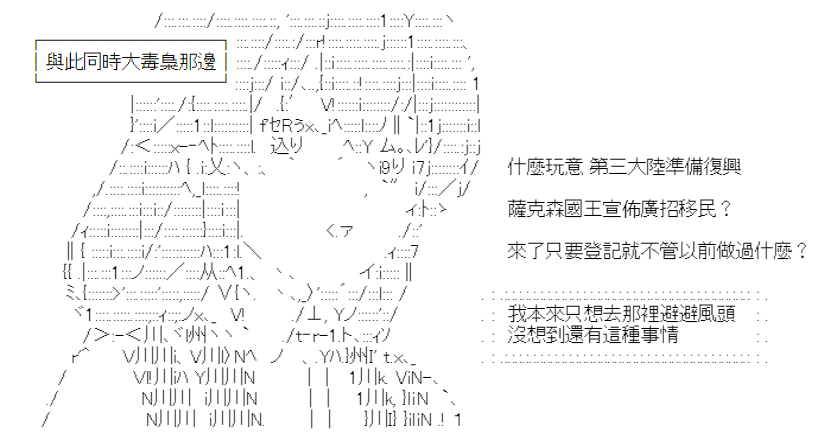 與此同時大毒梟那邊
什麼玩意 第三大陸準備復興
薩克森國王宣佈廣招移民？
來了只要登記就不管以前做過什麼？
我本來只想去那裡避避風頭
沒想到還有這種事情